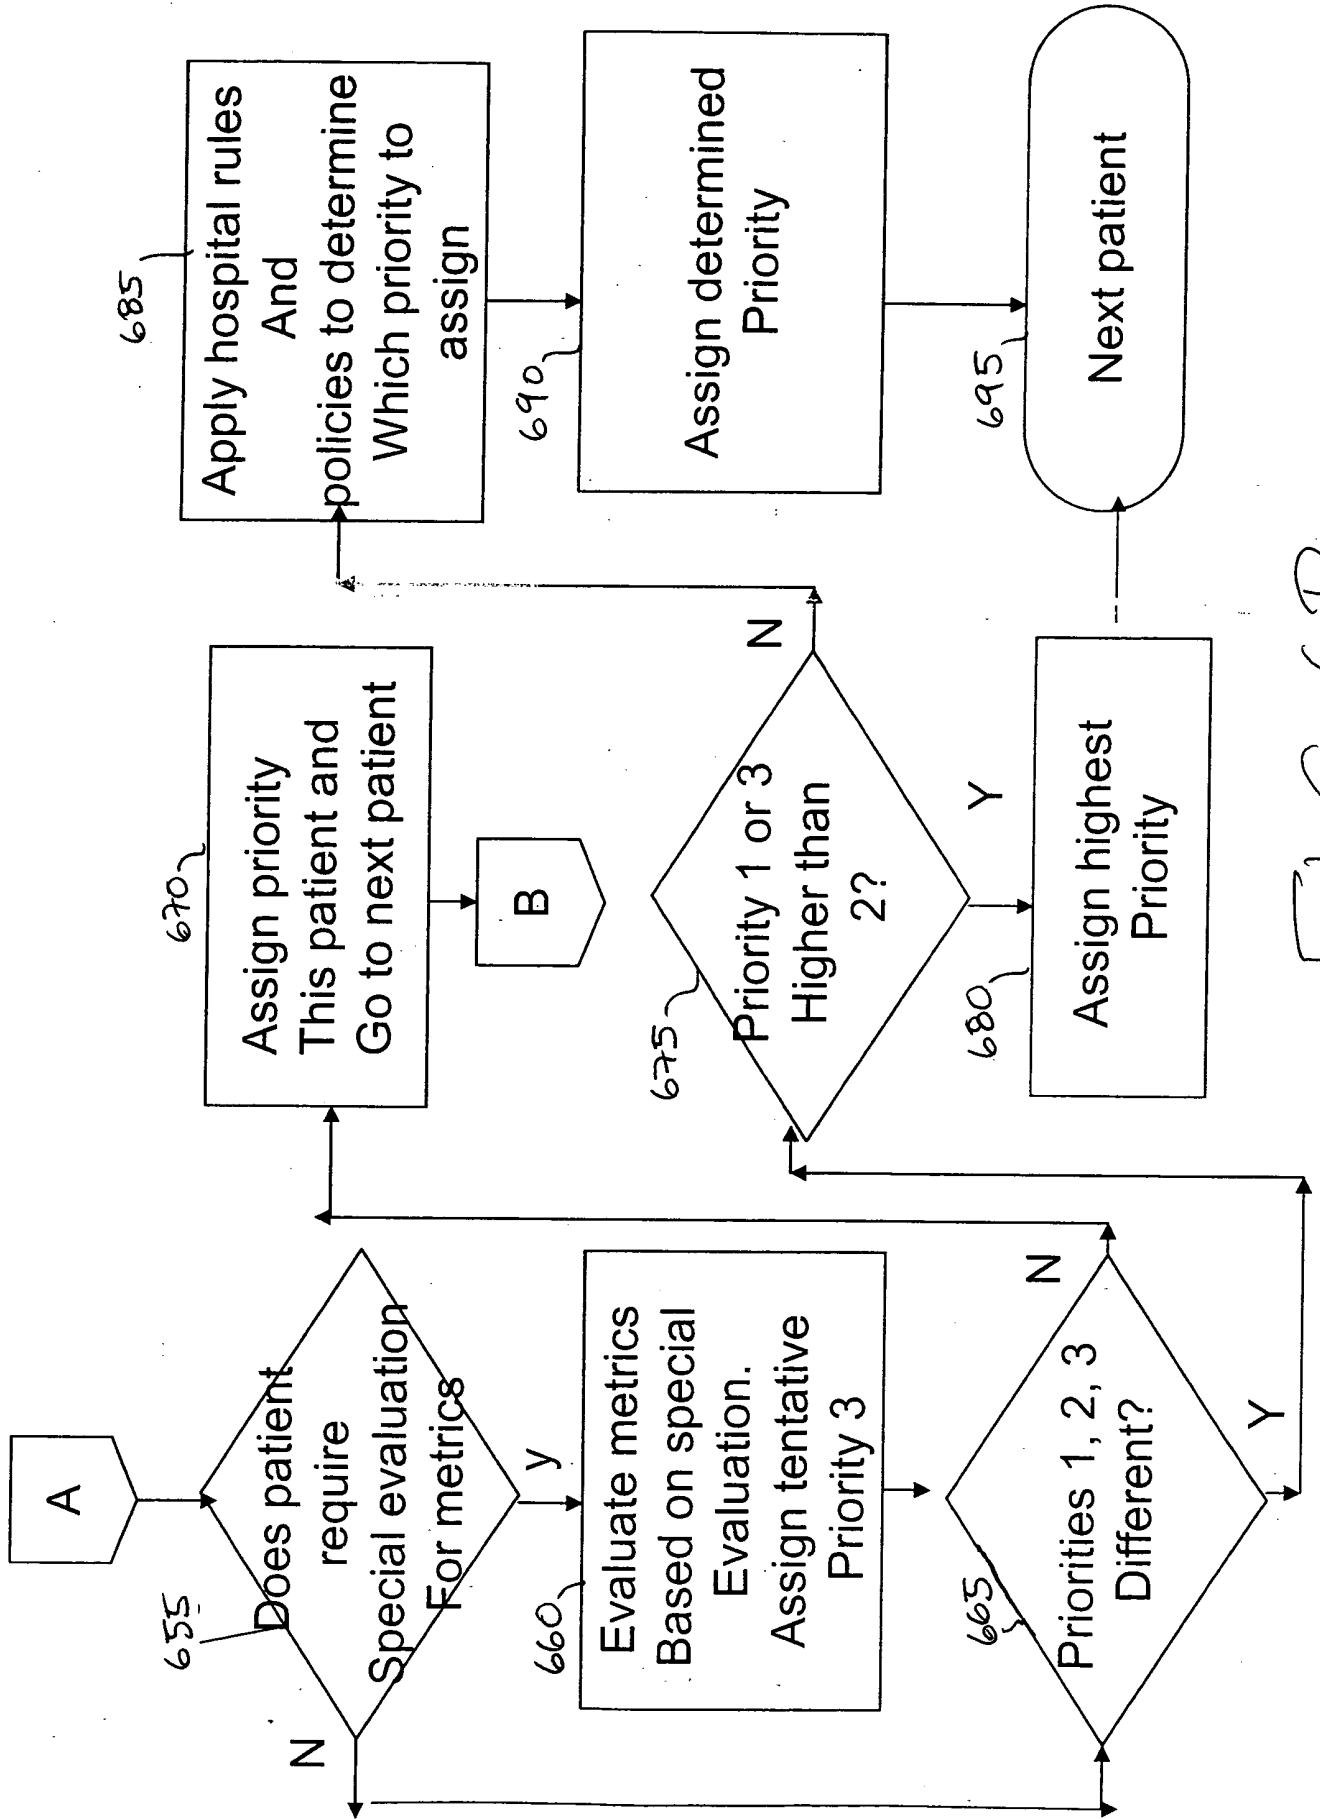 A
655
Does patient
require
Special evaluation
For metrics
N
y
660
Evaluate metrics
Based on special
Evaluation.
Assign tentative
Priority 3
665
Priorities 1, 2, 3
Different?
N
Y
670
Assign priority
This patient and
Go to next patient
B
675
Priority 1 or 3
Higher than
2?
N
Y
680
Assign highest
Priority
685
Apply hospital rules
And
policies to determine
Which priority to
assign
690
Assign determined
Priority
695
Next patient